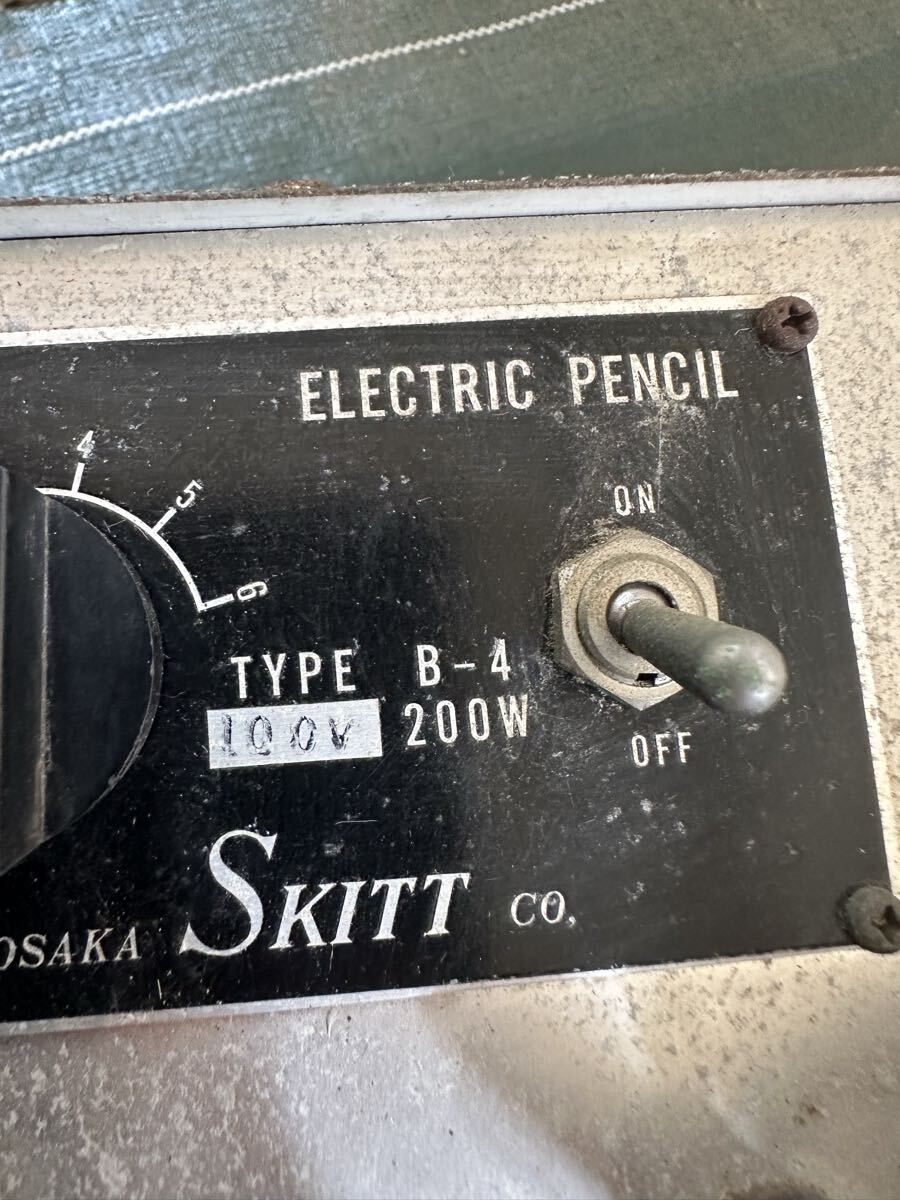 ELECTRIC PENCIL
4
5
6
ON
TYPE B-4
100V 200W
OFF
OSAKA SKITT CO.